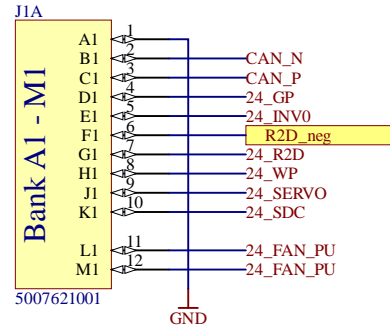 J1A
Bank A1 - M1
A1 1
B1 2 CAN_N
C1 3 CAN_P
D1 4 24_GP
E1 5 24_INV0
F1 6 R2D_neg
G1 7 24_R2D
H1 8 24_WP
J1 9 24_SERVO
K1 10 24_SDC
L1 11 24_FAN_PU
M1 12 24_FAN_PU
5007621001
GND